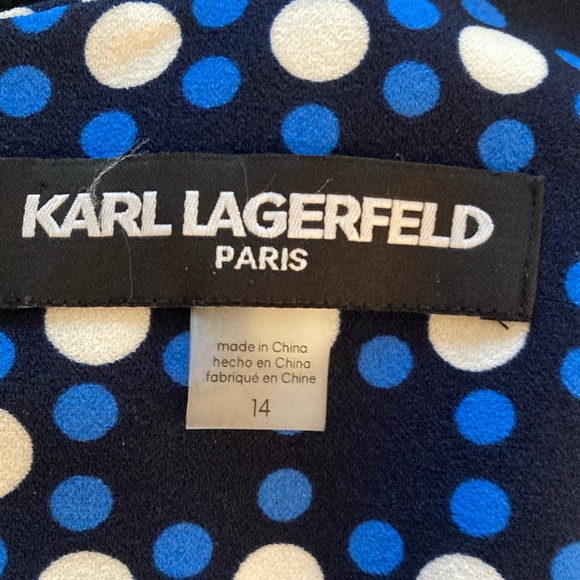 KARL LAGERFELD
PARIS
made in China
hecho en China
fabriqué en Chine
14